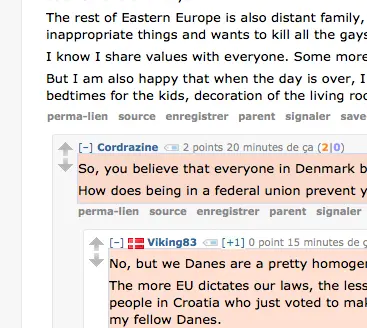 The rest of Eastern Europe is also distant family,
inappropriate things and wants to kill all the gays
I know I share values with everyone. Some more
But I am also happy that when the day is over, I
bedtimes for the kids, decoration of the living roo
perma-lien source enregistrer parent signaler save
[–] Cordrazine 2 points 20 minutes de ça (2|0)
So, you believe that everyone in Denmark b
How does being in a federal union prevent y
perma-lien source enregistrer parent signaler
[–] Viking83 [+1] 0 point 15 minutes de ç
No, but we Danes are a pretty homoger
The more EU dictates our laws, the less
people in Croatia who just voted to mak
my fellow Danes.